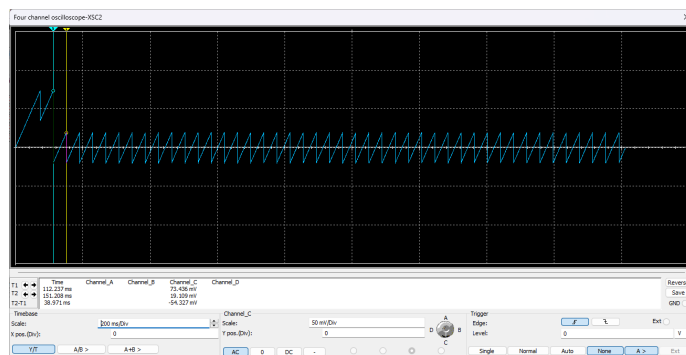 Four channel oscilloscope-XSC2
T1
T2
T2-T1
Time Channel_A Channel_B Channel_C Channel_D
112.237 ms 73.436 mV
151.208 ms 19.109 mV
38.971 ms -54.327 mV
Reverse
Save
GND
Timebase
Scale: 200 ms/Div
X pos.(Div): 0
Y/T A/B > A+B >
Channel_C
Scale: 50 mV/Div
Y pos.(Div): 0
AC 0 DC -
A
D B
C
Trigger
Edge: Ext
Level: 0 V
Single Normal Auto None A > Ext